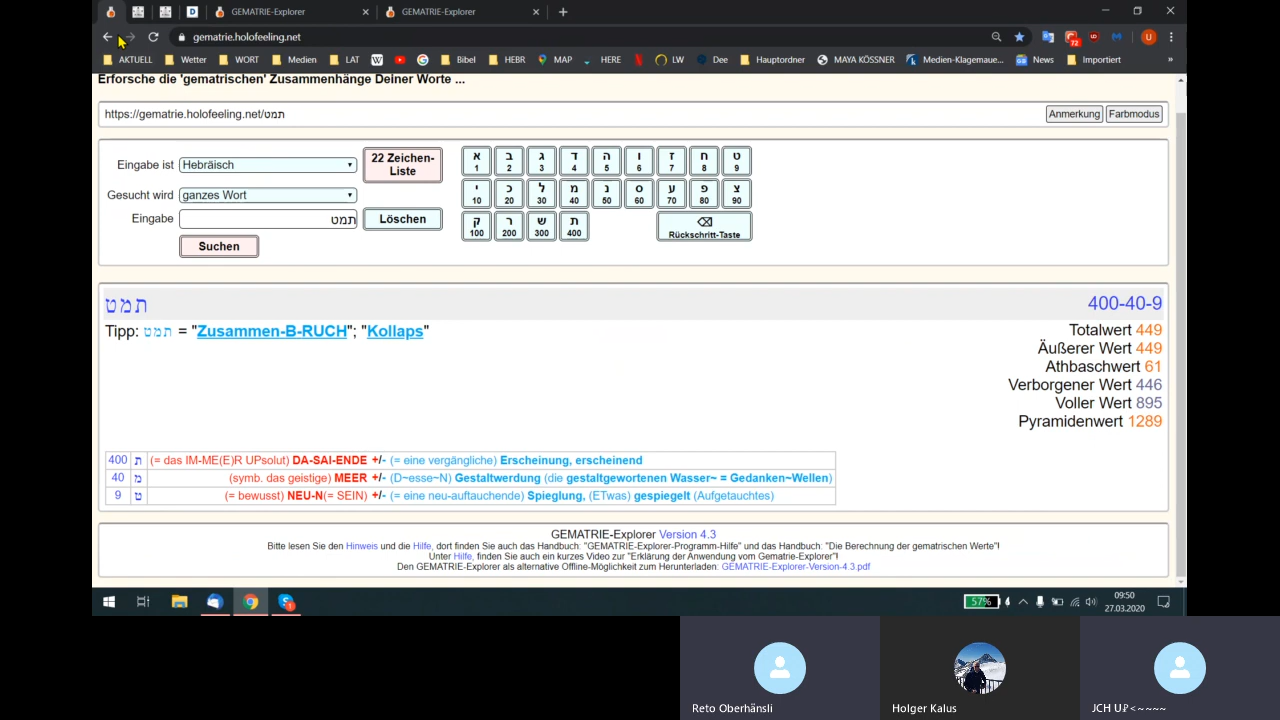 GEMATRIE-Explorer GEMATRIE-Explorer
gematrie.holofeeling.net
AKTUELL Wetter WORT Medien LAT Bibel HEBR MAP HERE LW Dee Hauptordner MAYA KÖSSNER Medien-Klagemaue... News Importiert »
Erforsche die 'gematrischen' Zusammenhänge Deiner Worte ...
https://gematrie.holofeeling.net/תמט Anmerkung Farbmodus
Eingabe ist Hebräisch 22 Zeichen-Liste
Gesucht wird ganzes Wort
Eingabe תמט Löschen
Suchen
א ב ג ד ה ו ז ח ט
1 2 3 4 5 6 7 8 9
י כ ל מ נ ס ע פ צ
10 20 30 40 50 60 70 80 90
ק ר ש ת
100 200 300 400 Rückschritt-Taste
תמט 400-40-9
Tipp: תמט = "Zusammen-B-RUCH"; "Kollaps"
Totalwert 449
Äußerer Wert 449
Athbaschwert 61
Verborgener Wert 446
Voller Wert 895
Pyramidenwert 1289
400 ת (= das IM-ME(E)R UPsolut) DA-SAI-ENDE +/- (= eine vergängliche) Erscheinung, erscheinend
40 מ (symb. das geistige) MEER +/- (D~esse~N) Gestaltwerdung (die gestaltgewordenen Wasser~ = Gedanken~Wellen)
9 ט (= bewusst) NEU-N(= SEIN) +/- (= eine neu-auftauchende) Spieglung, (ETwas) gespiegelt (Aufgetauchtes)
GEMATRIE-Explorer Version 4.3
Bitte lesen Sie den Hinweis und die Hilfe, dort finden Sie auch das Handbuch: "GEMATRIE-Explorer-Programm-Hilfe" und das Handbuch: "Die Berechnung der gematrischen Werte"!
Unter Hilfe, finden Sie auch ein kurzes Video zur "Erklärung der Anwendung vom Gematrie-Explorer"!
Den GEMATRIE-Explorer als alternative Offline-Möglichkeit zum Herunterladen: GEMATRIE-Explorer-Version-4.3.pdf
57% 09:50
27.03.2020
Reto Oberhänsli Holger Kalus JCH U₽<~~~~